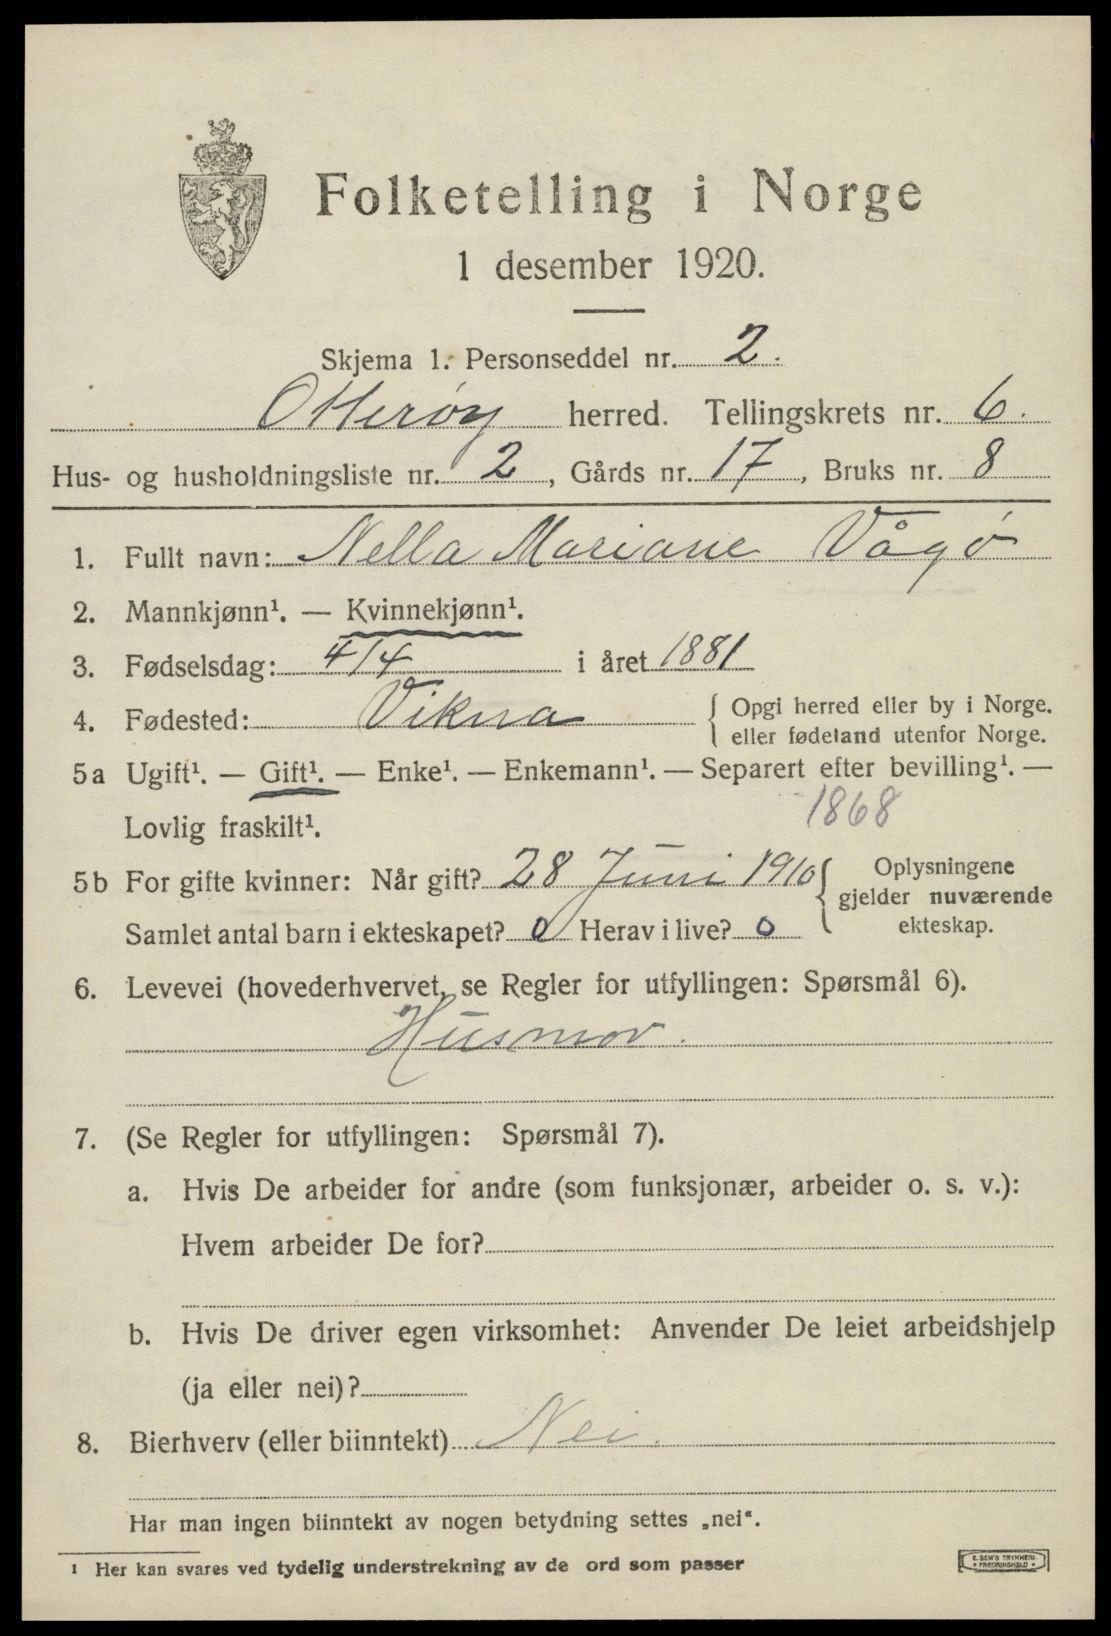 Folketelling i Norge
1 desember 1920.
Skjema 1. Personseddel nr. 2.
Otterøy herred. Tellingskrets nr. 6.
Hus- og husholdningsliste nr. 2, Gårds nr. 17, Bruks nr. 8
1. Fullt navn: Nella Mariane Vågø
2. Mannkjønn¹. — Kvinnekjønn¹.
3. Fødselsdag: 4/4 i året 1881
4. Fødested: Vikna { Opgi herred eller by i Norge.
eller fødeland utenfor Norge.
5a Ugift¹. — Gift¹. — Enke¹. — Enkemann¹. — Separert efter bevilling¹. —
Lovlig fraskilt¹. 1868
5b For gifte kvinner: Når gift? 28 Juni 1910 { Oplysningene
gjelder nuværende
Samlet antal barn i ekteskapet? 0 Herav i live? 0 ekteskap.
6. Levevei (hovederhvervet, se Regler for utfyllingen: Spørsmål 6).
Husmor.
7. (Se Regler for utfyllingen: Spørsmål 7).
a. Hvis De arbeider for andre (som funksjonær, arbeider o. s. v.):
Hvem arbeider De for?
b. Hvis De driver egen virksomhet: Anvender De leiet arbeidshjelp
(ja eller nei)?
8. Bierhverv (eller biinntekt) Nei.
Har man ingen biinntekt av nogen betydning settes „nei“.
¹ Her kan svares ved tydelig understrekning av de ord som passer
E. SEM'S TRYKKERI
FREDRIKSHALD